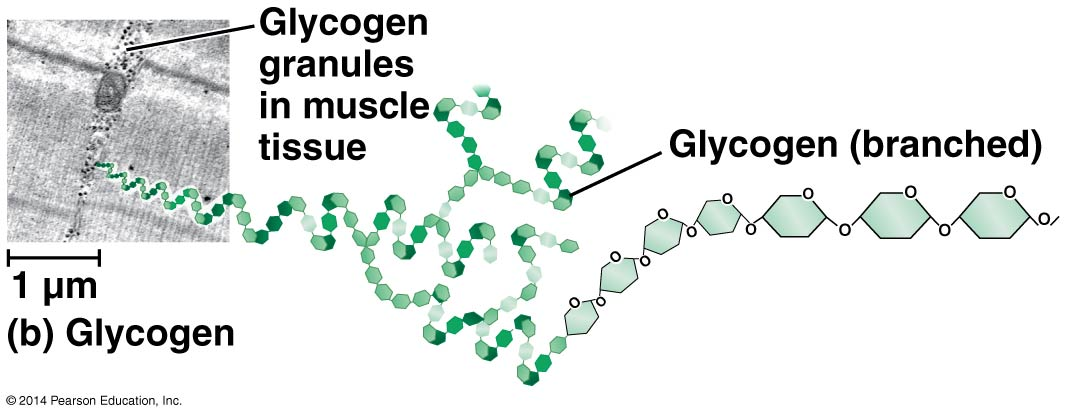 Glycogen
granules
in muscle
tissue
Glycogen (branched)
O
O
O
O
O
O
O
O
O
O
O
O
O
O
1 µm
(b) Glycogen
© 2014 Pearson Education, Inc.